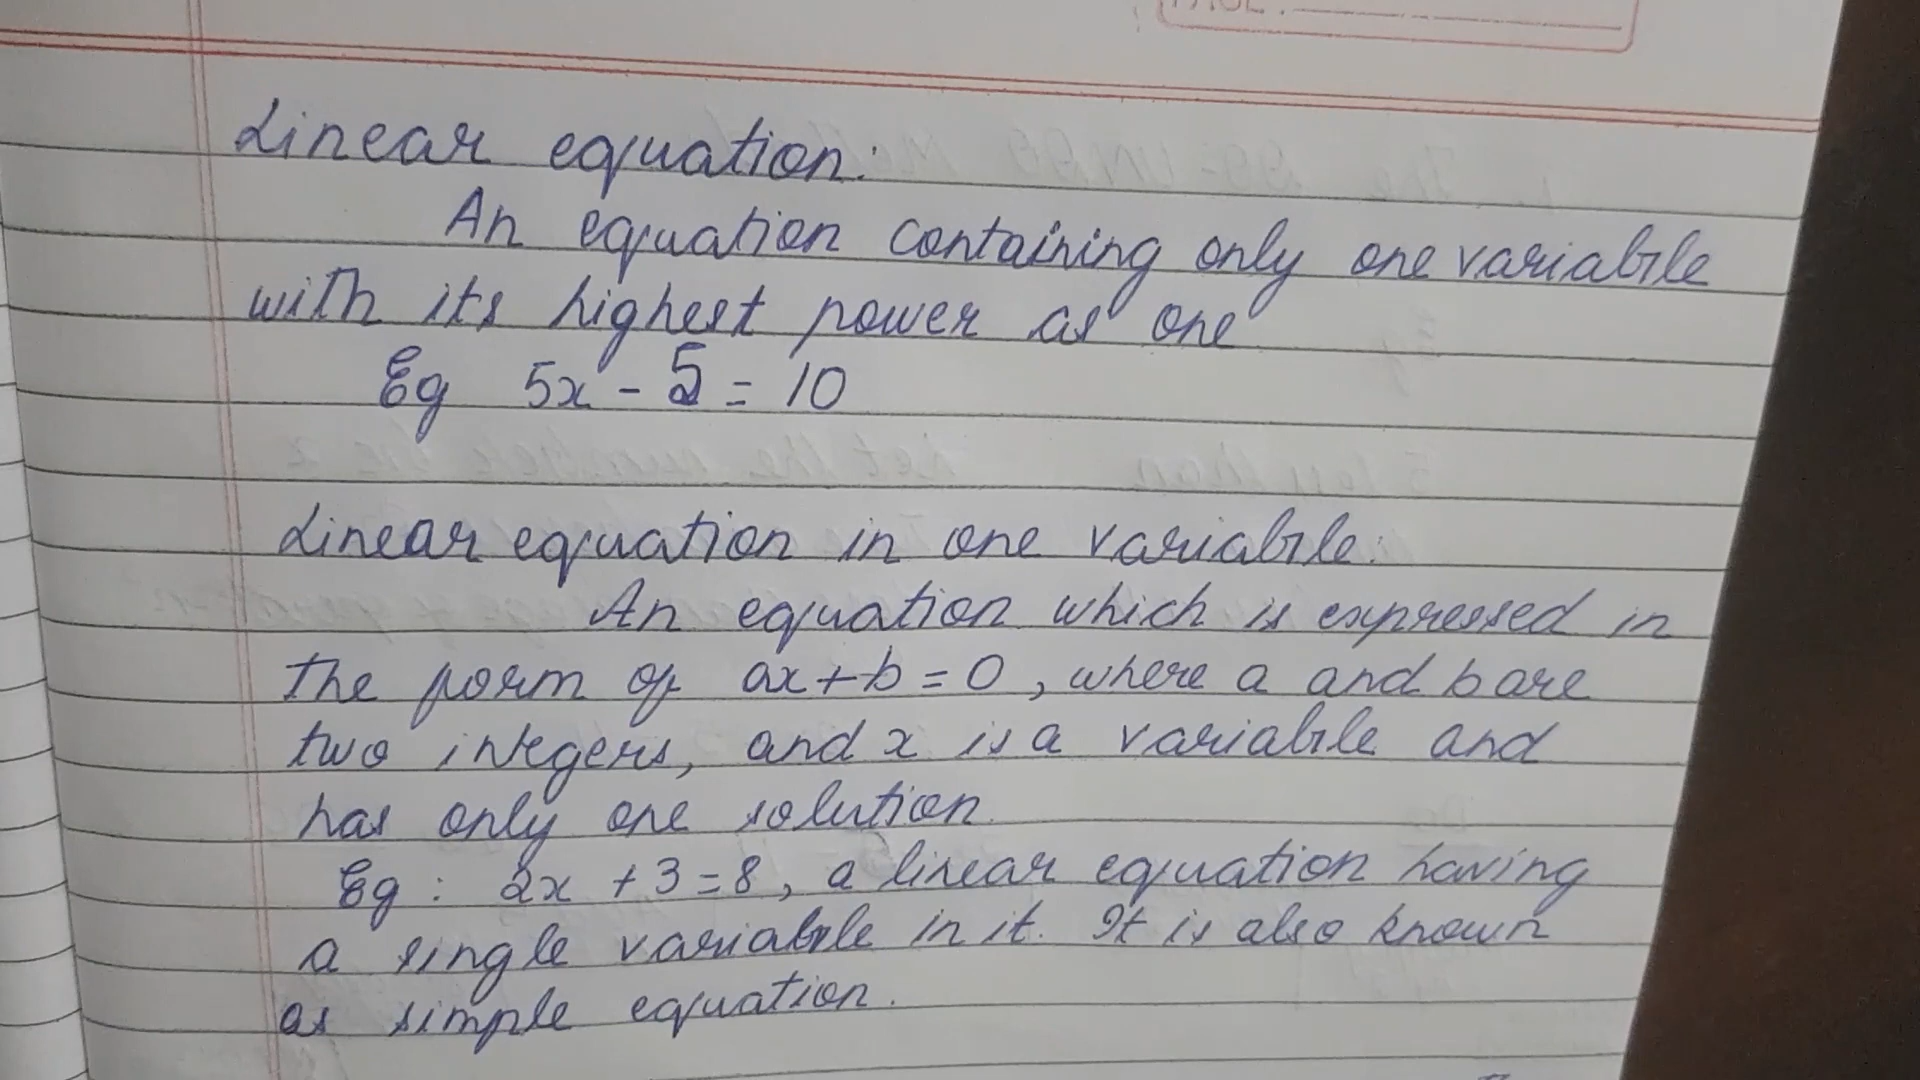 PAGE:
Linear equation:
An equation containing only one variable
with its highest power as one
Eg 5x - 5 = 10
Linear equation in one variable:
An equation which is expressed in
the form of ax+b=0, where a and b are
two integers, and x is a variable and
has only one solution.
Eg: 2x + 3 = 8, a linear equation having
a single variable in it. It is also known
as simple equation.